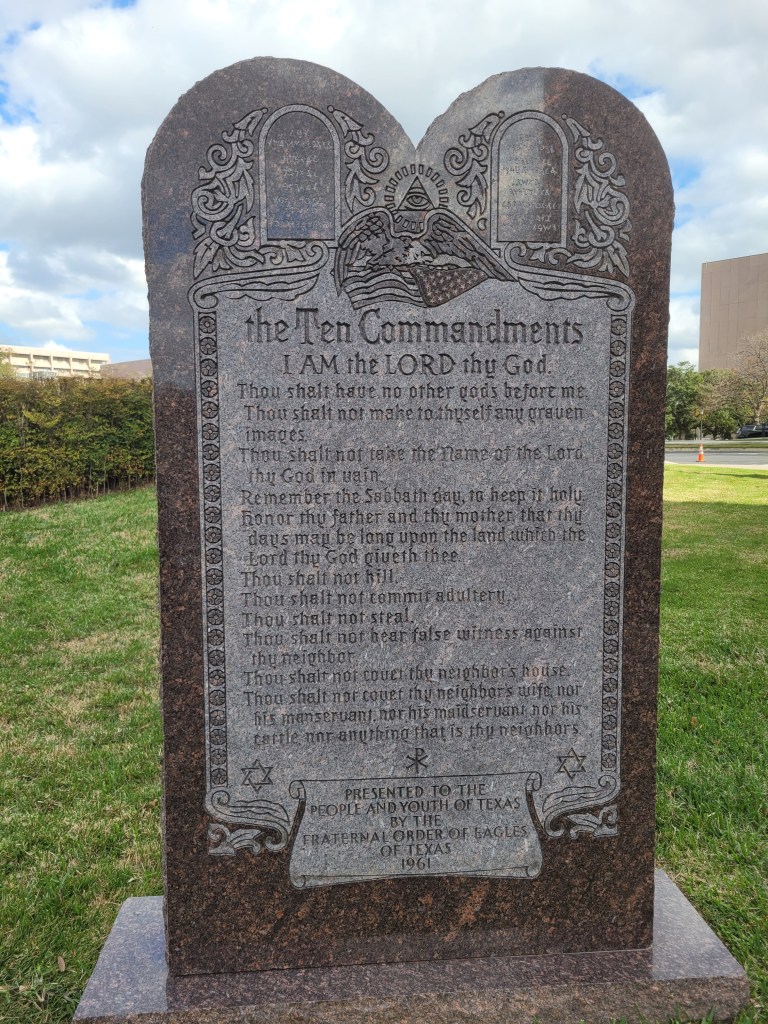 the Ten Commandments
I AM the LORD thy God.
Thou shalt have no other gods before me.
Thou shalt not make to thyself any graven
images.
Thou shalt not take the Name of the Lord
thy God in vain.
Remember the Sabbath day, to keep it holy.
Honor thy father and thy mother, that thy
days may be long upon the land which the
Lord thy God giveth thee.
Thou shalt not kill.
Thou shalt not commit adultery.
Thou shalt not steal.
Thou shalt not bear false witness against
thy neighbor.
Thou shalt not covet thy neighbor's house.
Thou shalt not covet thy neighbor's wife, nor
his manservant, nor his maidservant, nor his
cattle, nor anything that is thy neighbor's.
PRESENTED TO THE
PEOPLE AND YOUTH OF TEXAS
BY THE
FRATERNAL ORDER OF EAGLES
OF TEXAS
1961